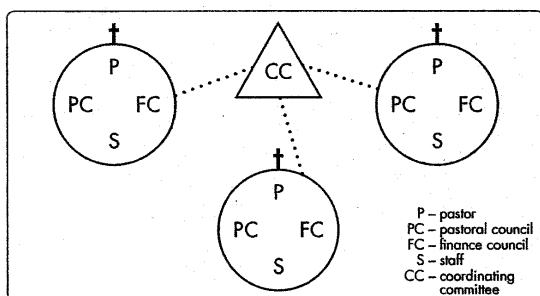 P
PC FC
S
CC
P
PC FC
S
P
PC FC
S
P – pastor
PC – pastoral council
FC – finance council
S – staff
CC – coordinating
committee